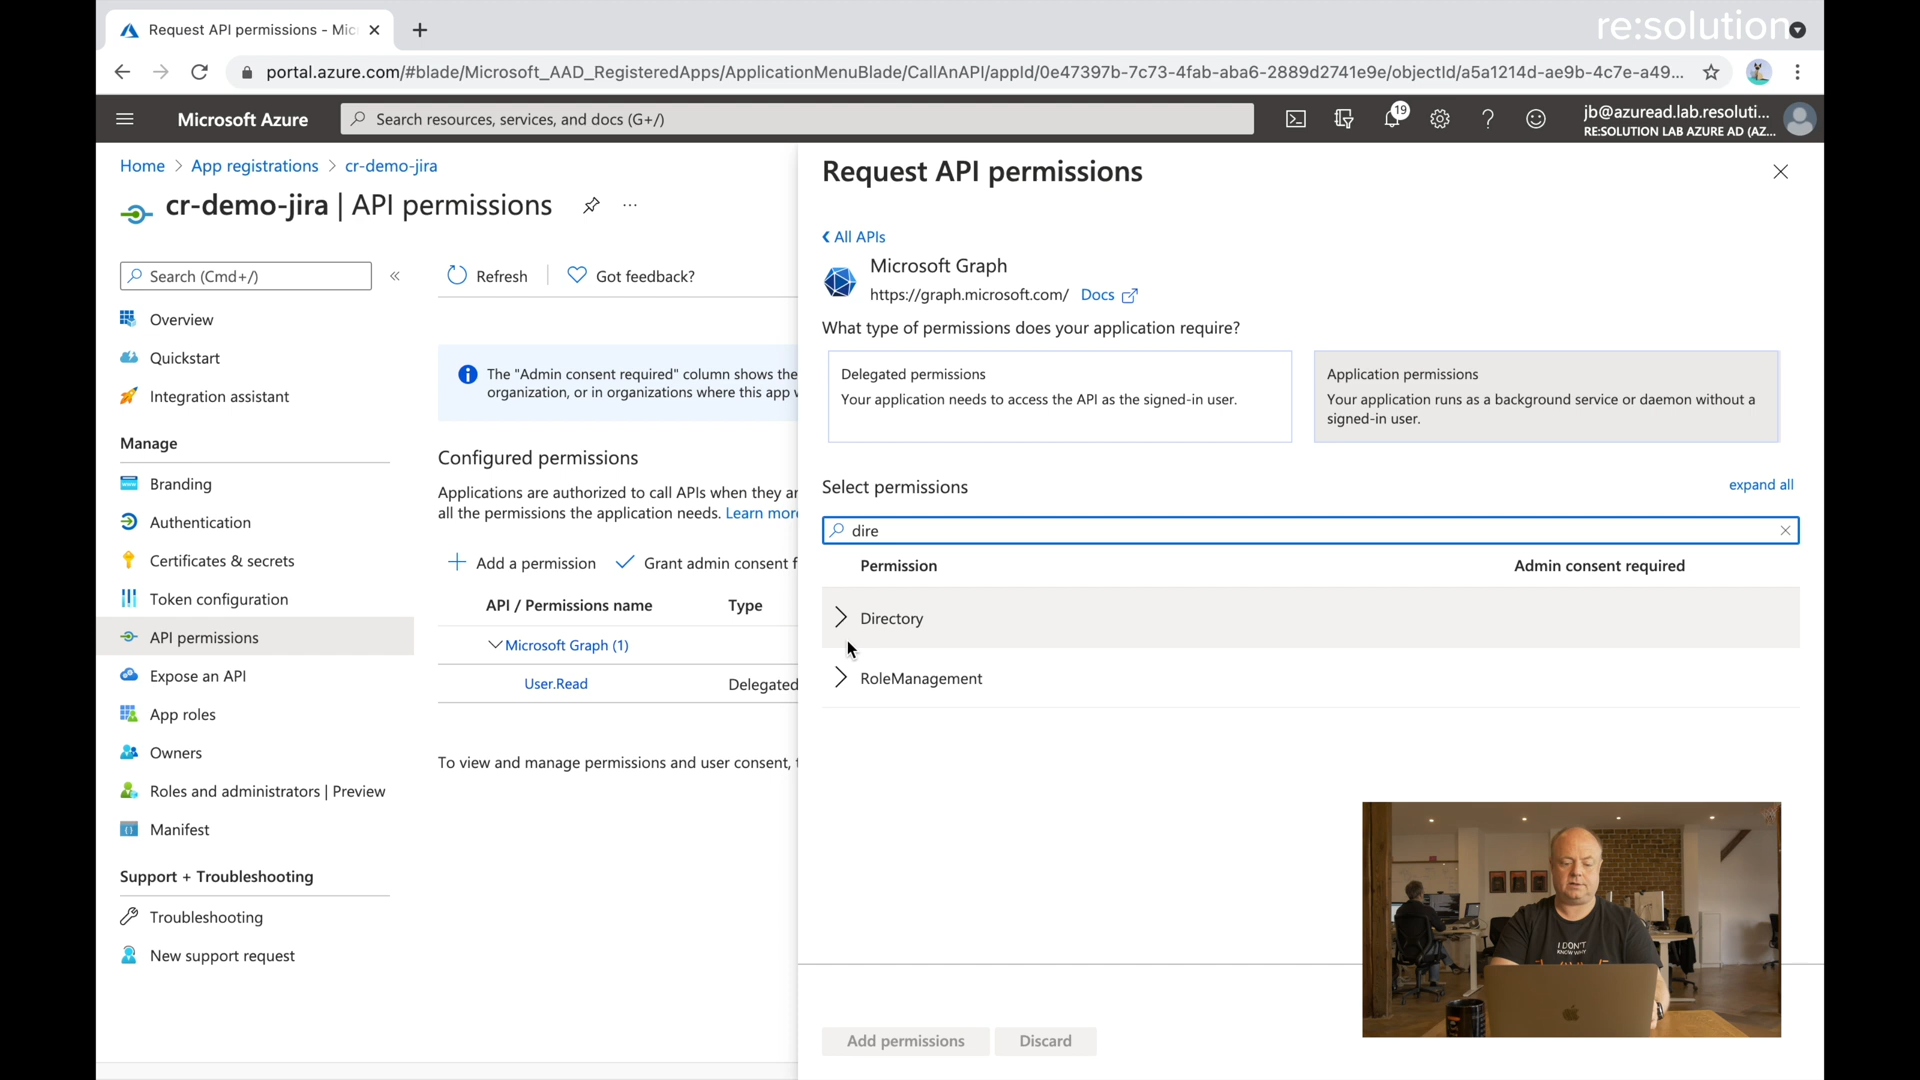 Request API permissions - Mic
re:solution
portal.azure.com/#blade/Microsoft_AAD_RegisteredApps/ApplicationMenuBlade/CallAnAPI/appId/0e47397b-7c73-4fab-aba6-2889d2741e9e/objectId/a5a1214d-ae9b-4c7e-a49...
Microsoft Azure
Search resources, services, and docs (G+/)
19
jb@azuread.lab.resoluti...
RE:SOLUTION LAB AZURE AD (AZ...
Home > App registrations > cr-demo-jira
cr-demo-jira | API permissions
...
Search (Cmd+/)
«
Overview
Quickstart
Integration assistant
Manage
Branding
Authentication
Certificates & secrets
Token configuration
API permissions
Expose an API
App roles
Owners
Roles and administrators | Preview
Manifest
Support + Troubleshooting
Troubleshooting
New support request
Refresh
Got feedback?
The "Admin consent required" column shows the
organization, or in organizations where this app
Configured permissions
Applications are authorized to call APIs when they
all the permissions the application needs. Learn more
Add a permission
Grant admin consent f
API / Permissions name
Type
Microsoft Graph (1)
User.Read
Delegated
To view and manage permissions and user consent,
Request API permissions
All APIs
Microsoft Graph
https://graph.microsoft.com/ Docs
What type of permissions does your application require?
Delegated permissions
Your application needs to access the API as the signed-in user.
Application permissions
Your application runs as a background service or daemon without a
signed-in user.
Select permissions
expand all
dire
Permission
Admin consent required
Directory
RoleManagement
I DON'T
KNOW WHY
Add permissions
Discard